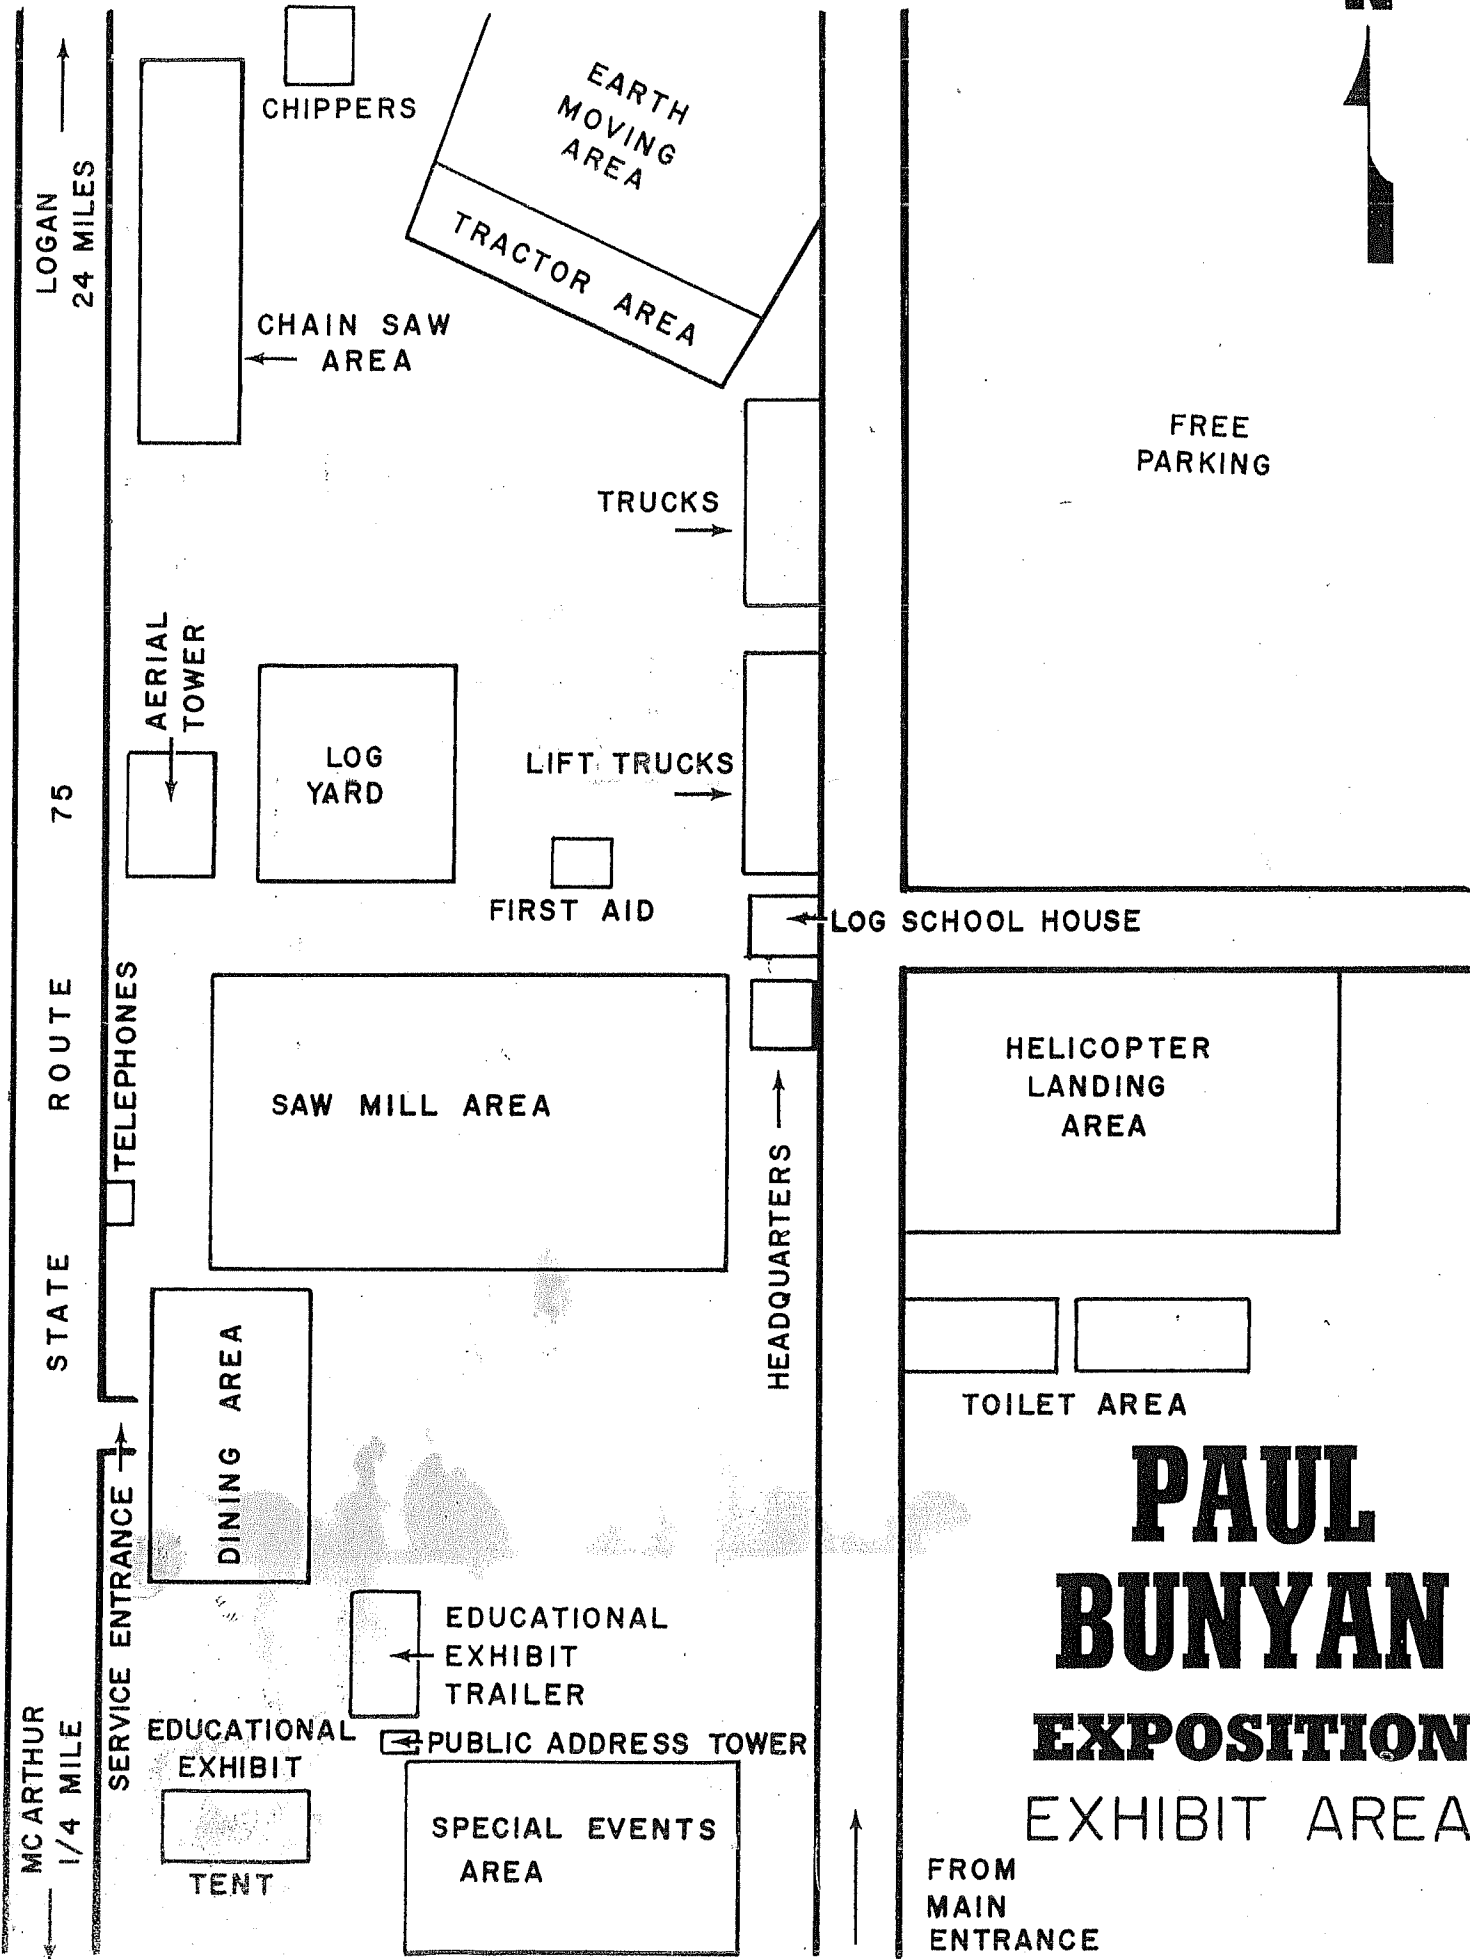 N
LOGAN
24 MILES
CHIPPERS
EARTH
MOVING
AREA
TRACTOR AREA
CHAIN SAW
AREA
FREE
PARKING
TRUCKS
AERIAL
TOWER
LOG
YARD
LIFT TRUCKS
FIRST AID
LOG SCHOOL HOUSE
STATE ROUTE 75
TELEPHONES
SAW MILL AREA
HEADQUARTERS
HELICOPTER
LANDING
AREA
TOILET AREA
DINING AREA
SERVICE ENTRANCE
EDUCATIONAL
EXHIBIT
TRAILER
PUBLIC ADDRESS TOWER
EDUCATIONAL
EXHIBIT
TENT
SPECIAL EVENTS
AREA
MC ARTHUR
1/4 MILE
PAUL
BUNYAN
EXPOSITION
EXHIBIT AREA
FROM
MAIN
ENTRANCE